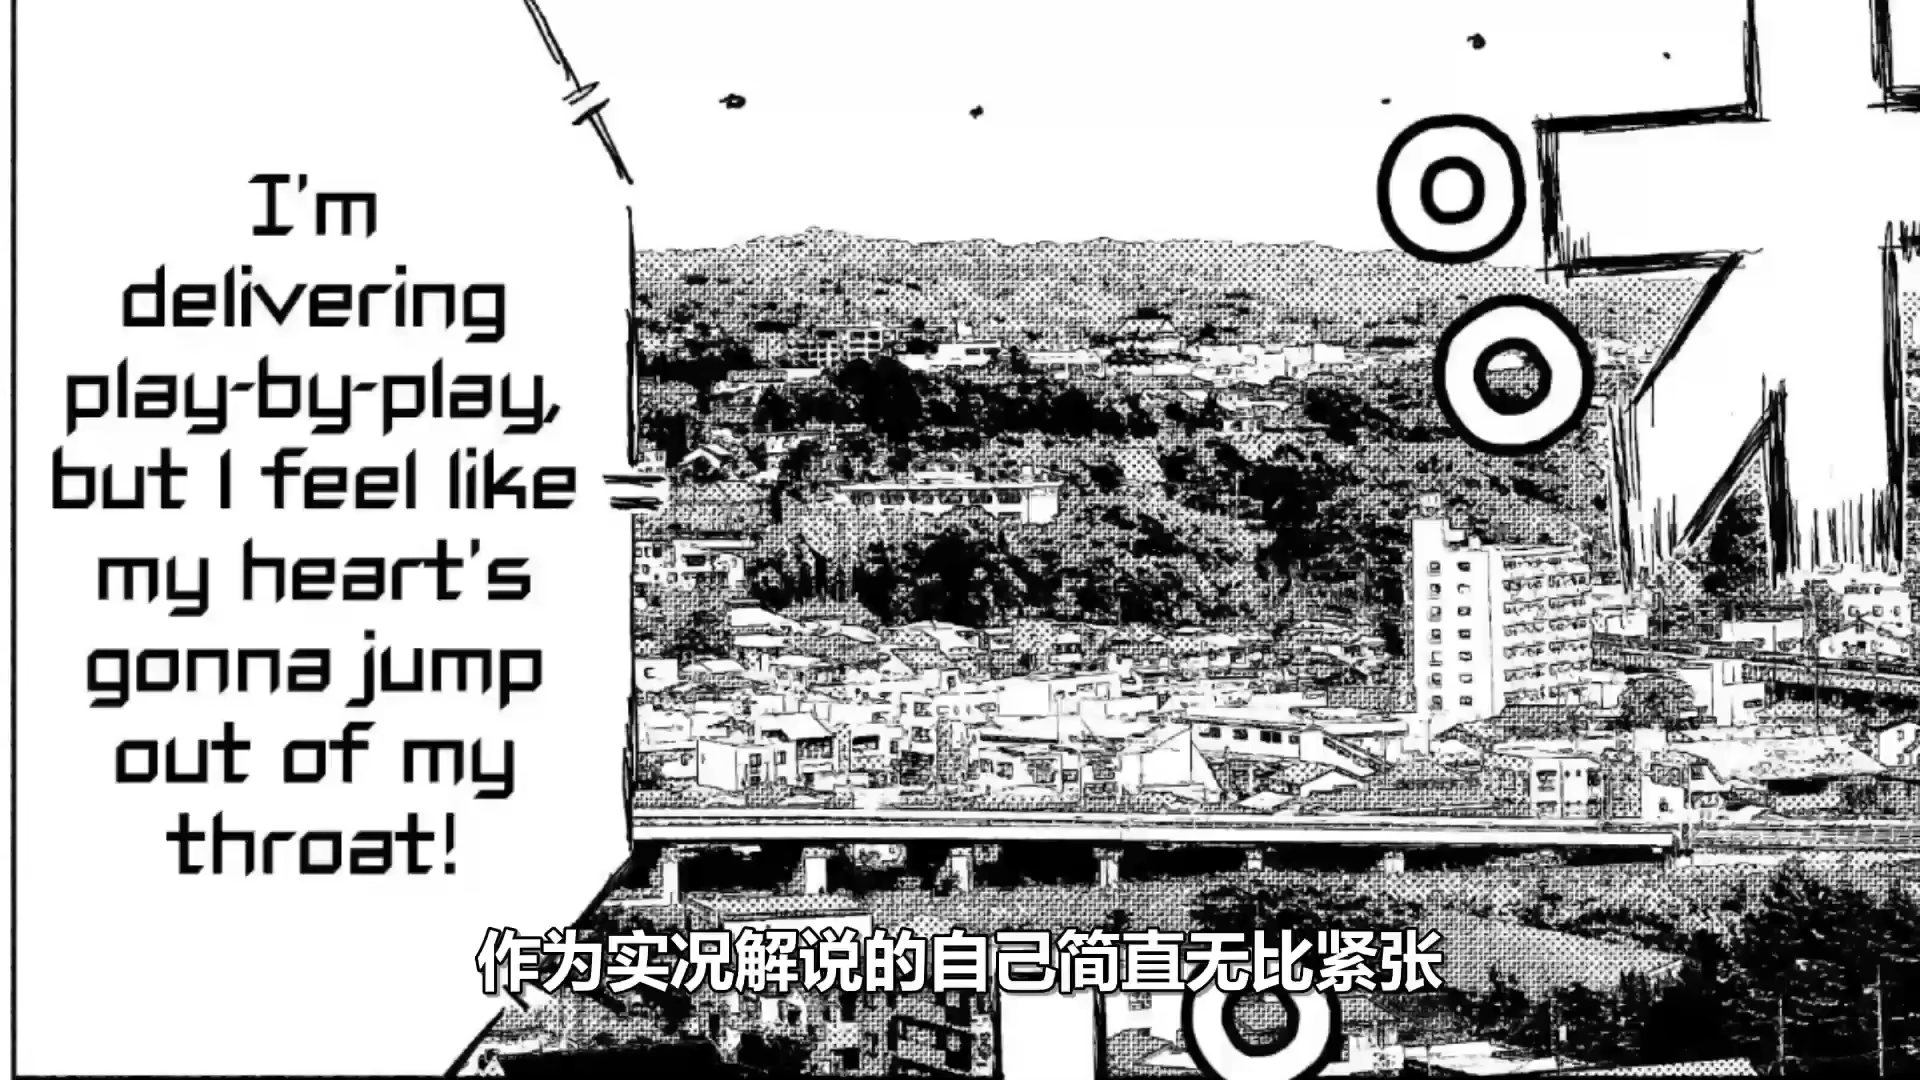 I'm
delivering
play-by-play,
but I feel like
my heart's
gonna jump
out of my
throat!
作为实况解说的自己简直无比紧张